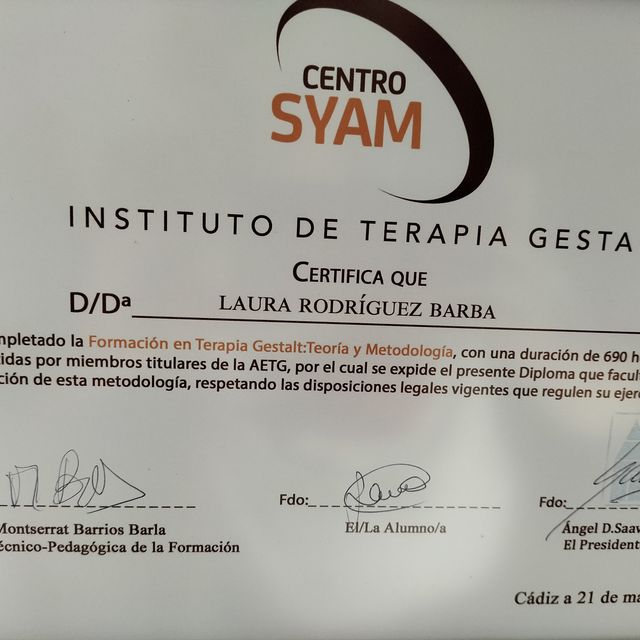 CENTRO
SYAM
INSTITUTO DE TERAPIA GESTA
CERTIFICA QUE
D/Dª LAURA RODRÍGUEZ BARBA
mpletado la Formación en Terapia Gestalt:Teoría y Metodología, con una duración de 690 h
idas por miembros titulares de la AETG, por el cual se expide el presente Diploma que facult
ción de esta metodología, respetando las disposiciones legales vigentes que regulen su ejer
Fdo: Fdo:
Montserrat Barrios Barla El/La Alumno/a Ángel D.Saav
écnico-Pedagógica de la Formación El President
Cádiz a 21 de ma